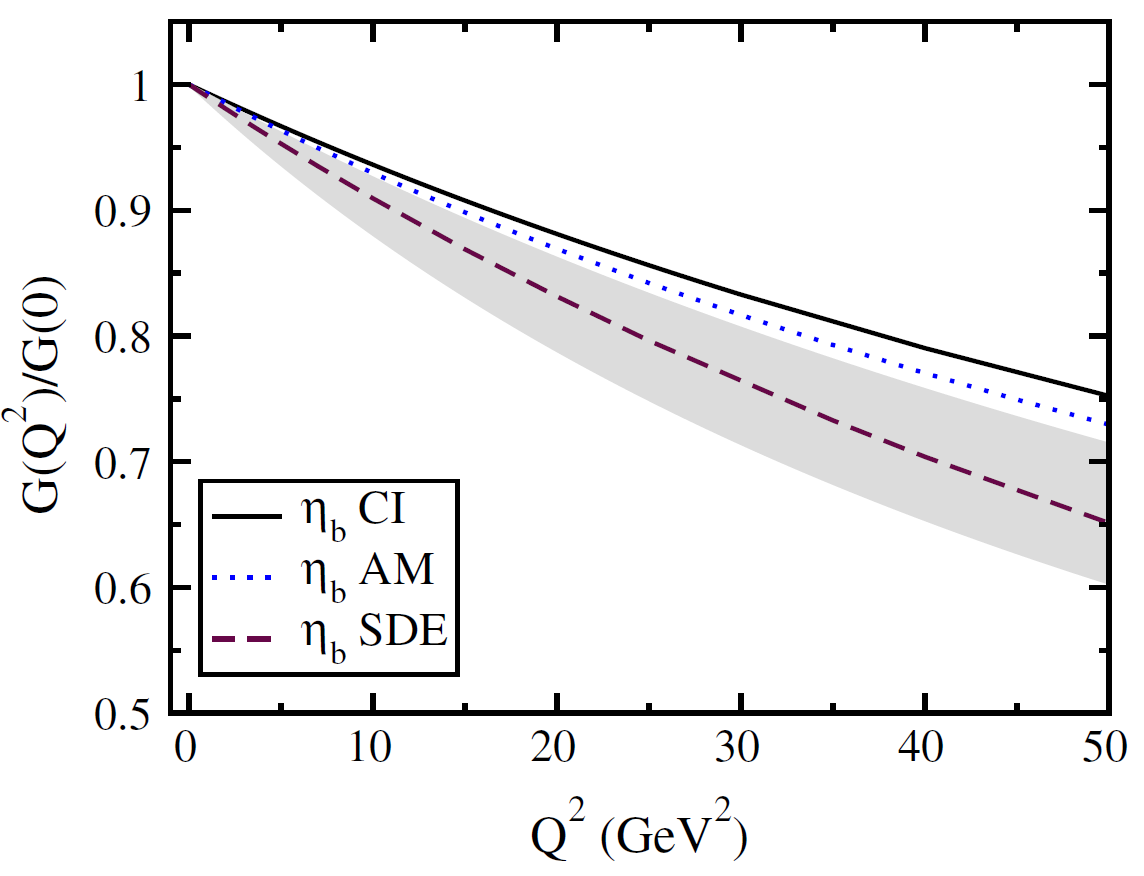 G(Q²)/G(0)
1
0.9
0.8
0.7
0.6
0.5
η_b CI
η_b AM
η_b SDE
0 10 20 30 40 50
Q² (GeV²)